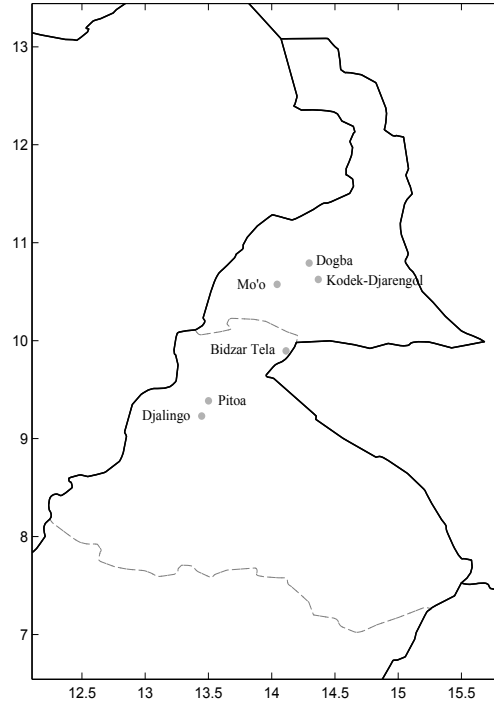 13
12
11
10
9
8
7
Dogba
Mo'o
Kodek-Djarengol
Bidzar Tela
Pitoa
Djalingo
12.5 13 13.5 14 14.5 15 15.5